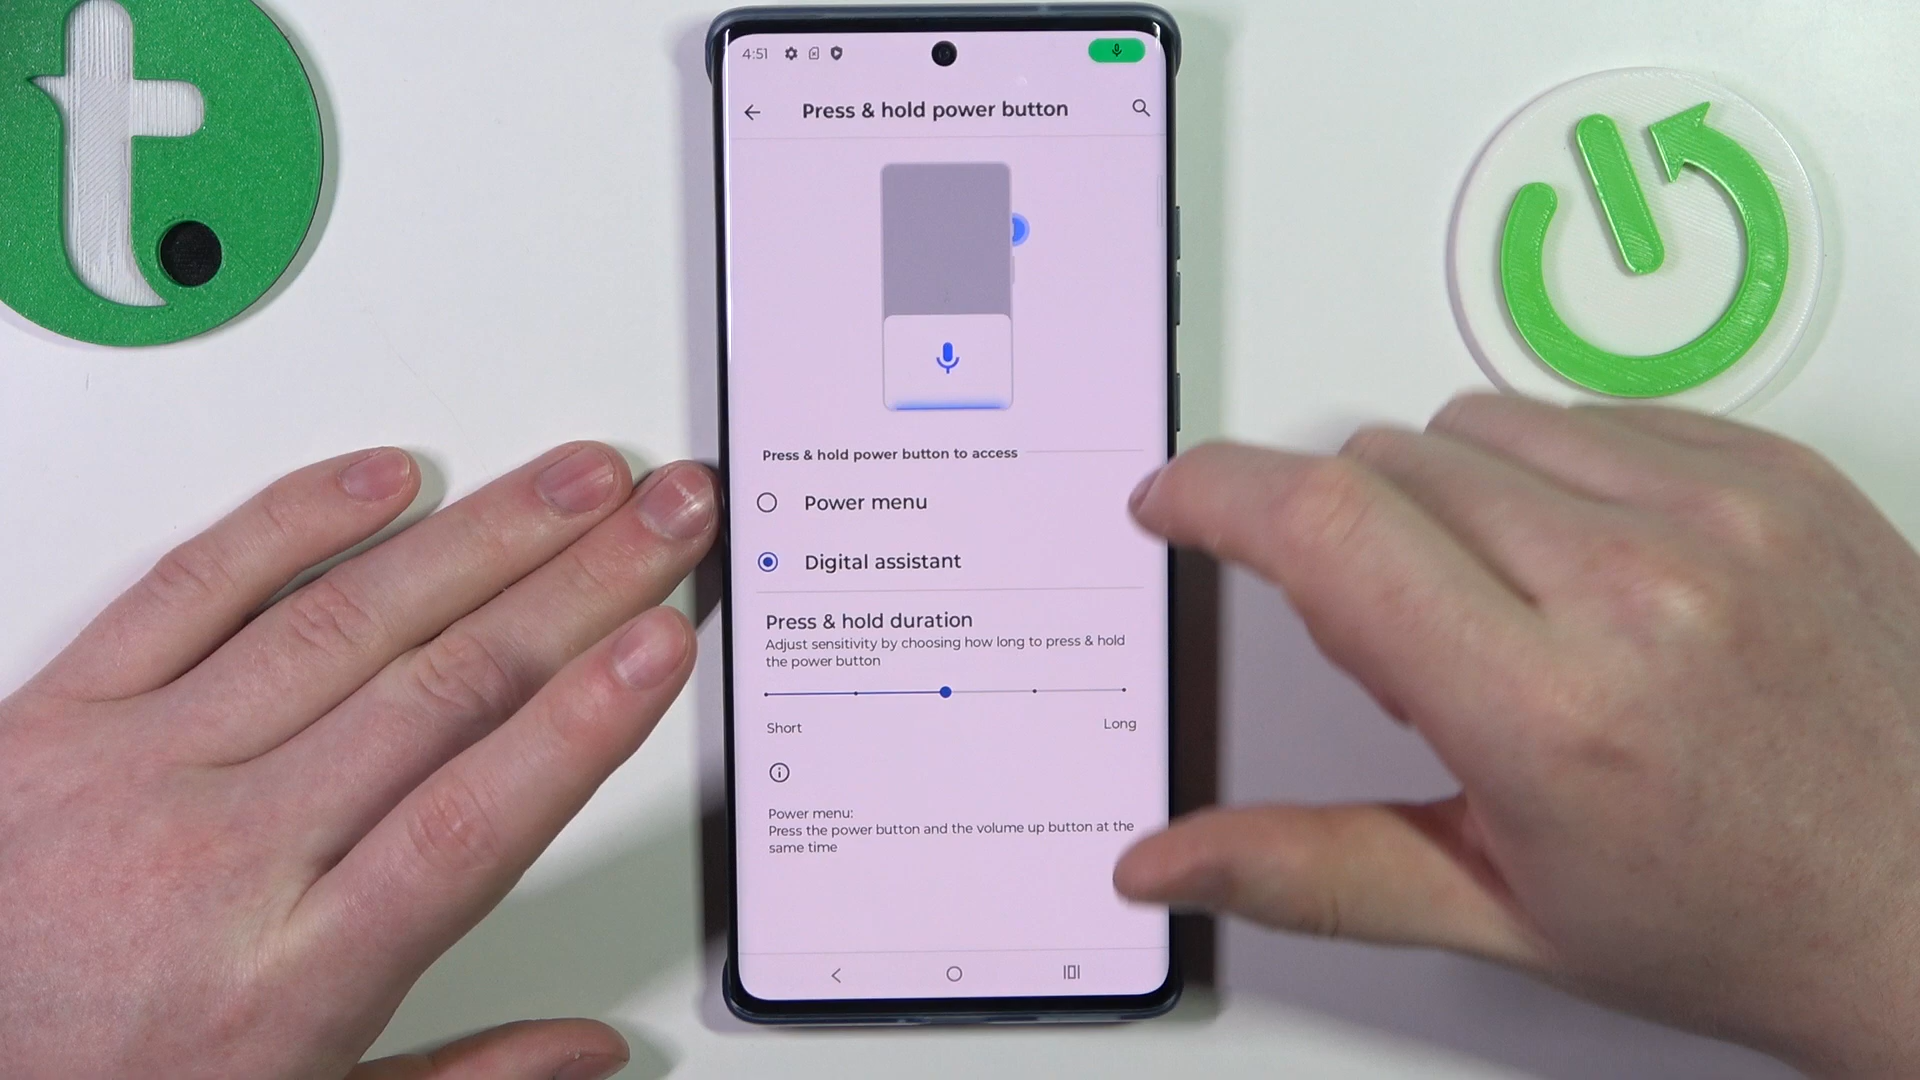 4:51
Press & hold power button
Press & hold power button to access
Power menu
Digital assistant
Press & hold duration
Adjust sensitivity by choosing how long to press & hold
the power button
Short
Long
Power menu:
Press the power button and the volume up button at the
same time